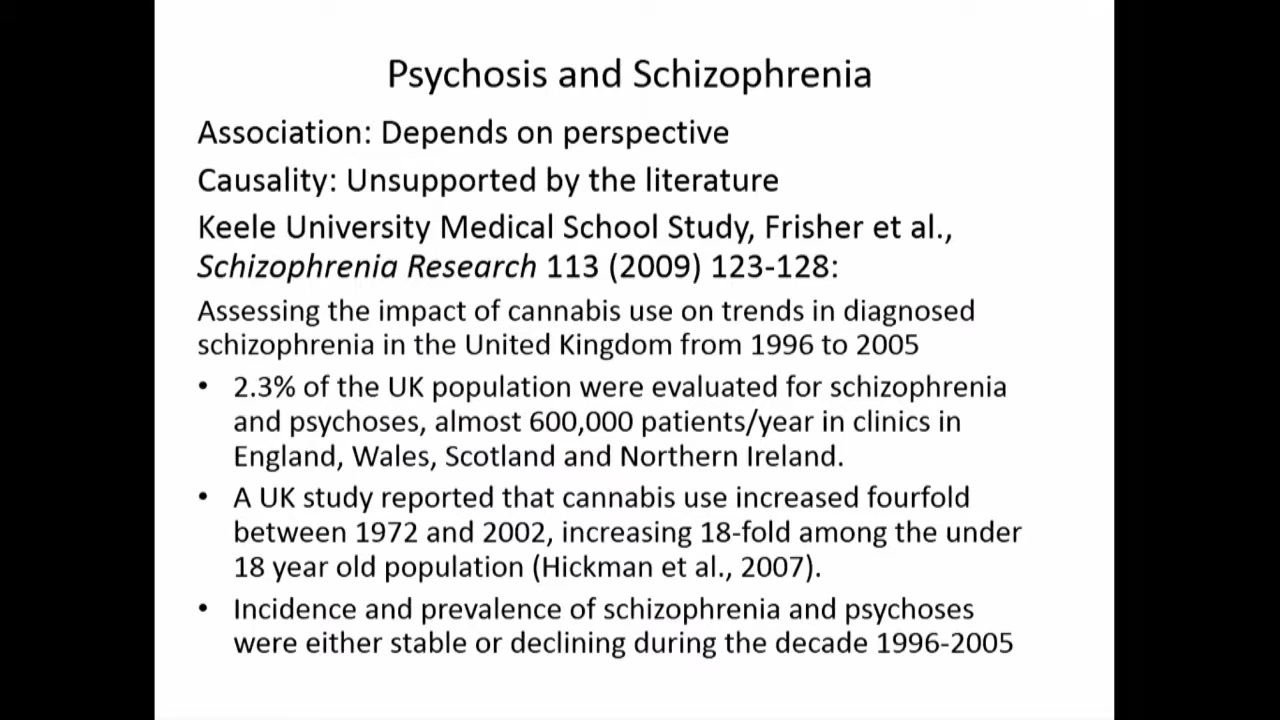 Psychosis and Schizophrenia
Association: Depends on perspective
Causality: Unsupported by the literature
Keele University Medical School Study, Frisher et al.,
Schizophrenia Research 113 (2009) 123-128:
Assessing the impact of cannabis use on trends in diagnosed
schizophrenia in the United Kingdom from 1996 to 2005
• 2.3% of the UK population were evaluated for schizophrenia
and psychoses, almost 600,000 patients/year in clinics in
England, Wales, Scotland and Northern Ireland.
• A UK study reported that cannabis use increased fourfold
between 1972 and 2002, increasing 18-fold among the under
18 year old population (Hickman et al., 2007).
• Incidence and prevalence of schizophrenia and psychoses
were either stable or declining during the decade 1996-2005